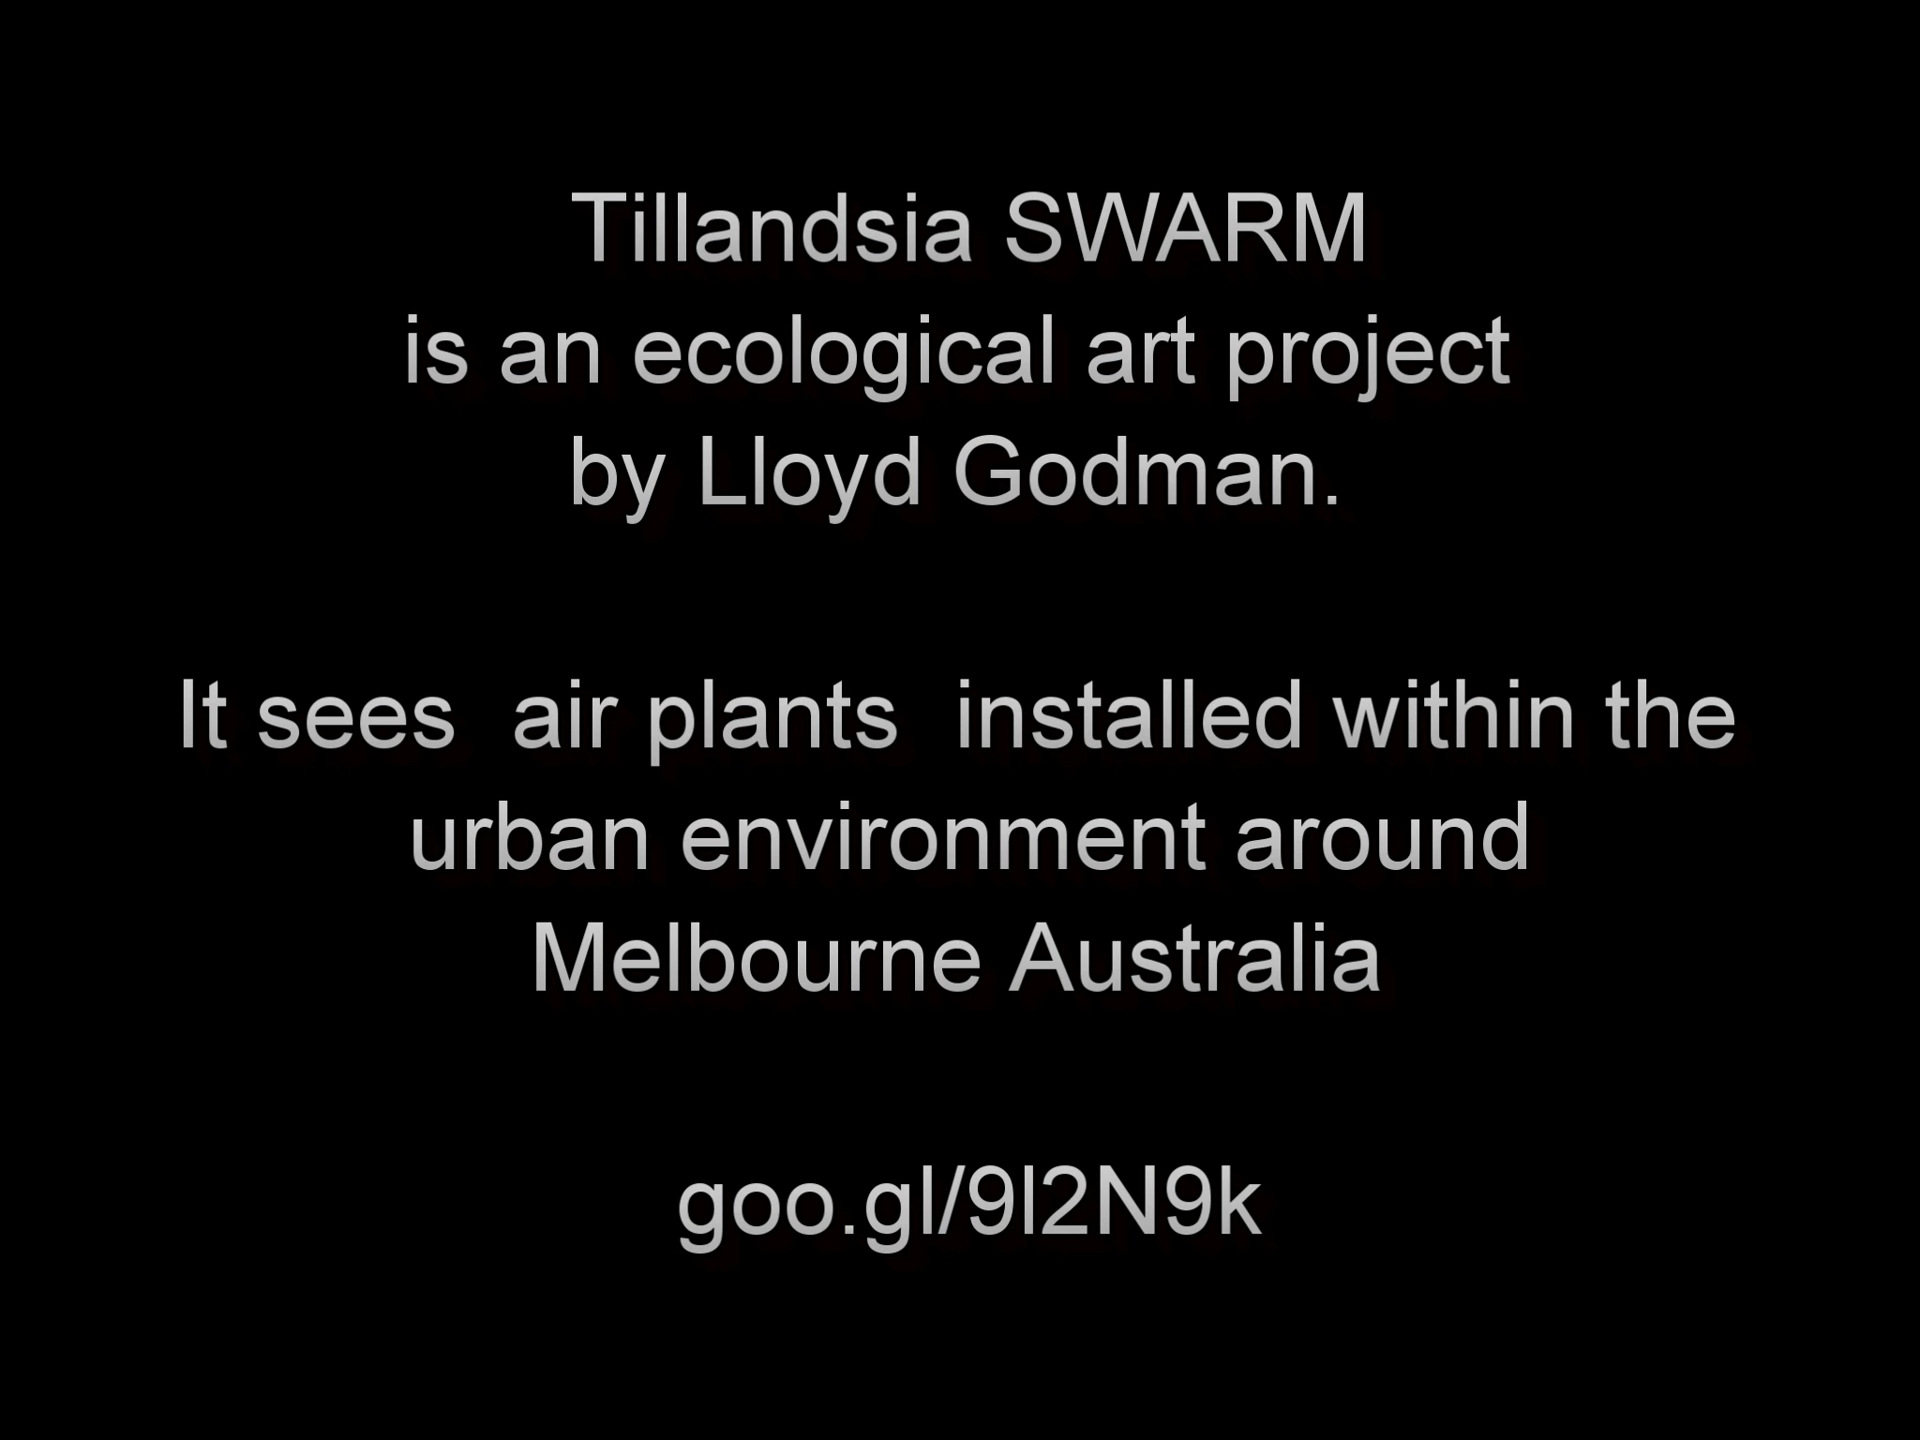 Tillandsia SWARM
is an ecological art project
by Lloyd Godman.
It sees  air plants  installed within the
urban environment around
Melbourne Australia
goo.gl/9l2N9k